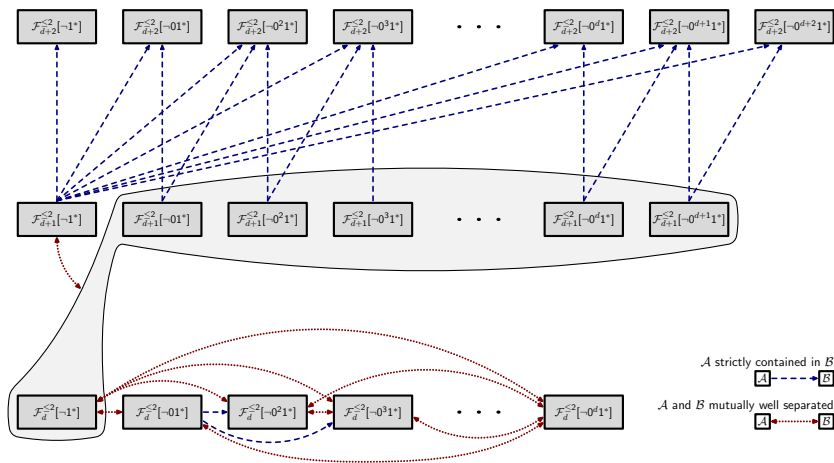 $\mathcal{F}_{d+2}^{\leq 2}[\neg 1^*]$ $\mathcal{F}_{d+2}^{\leq 2}[\neg 01^*]$ $\mathcal{F}_{d+2}^{\leq 2}[\neg 0^2 1^*]$ $\mathcal{F}_{d+2}^{\leq 2}[\neg 0^3 1^*]$ · · · $\mathcal{F}_{d+2}^{\leq 2}[\neg 0^d 1^*]$ $\mathcal{F}_{d+2}^{\leq 2}[\neg 0^{d+1} 1^*]$ $\mathcal{F}_{d+2}^{\leq 2}[\neg 0^{d+2} 1^*]$
$\mathcal{F}_{d+1}^{\leq 2}[\neg 1^*]$ $\mathcal{F}_{d+1}^{\leq 2}[\neg 01^*]$ $\mathcal{F}_{d+1}^{\leq 2}[\neg 0^2 1^*]$ $\mathcal{F}_{d+1}^{\leq 2}[\neg 0^3 1^*]$ · · · $\mathcal{F}_{d+1}^{\leq 2}[\neg 0^d 1^*]$ $\mathcal{F}_{d+1}^{\leq 2}[\neg 0^{d+1} 1^*]$
$\mathcal{F}_{d}^{\leq 2}[\neg 1^*]$ $\mathcal{F}_{d}^{\leq 2}[\neg 01^*]$ $\mathcal{F}_{d}^{\leq 2}[\neg 0^2 1^*]$ $\mathcal{F}_{d}^{\leq 2}[\neg 0^3 1^*]$ · · · $\mathcal{F}_{d}^{\leq 2}[\neg 0^d 1^*]$
$\mathcal{A}$ strictly contained in $\mathcal{B}$
$\mathcal{A}$ $\mathcal{B}$
$\mathcal{A}$ and $\mathcal{B}$ mutually well separated
$\mathcal{A}$ $\mathcal{B}$